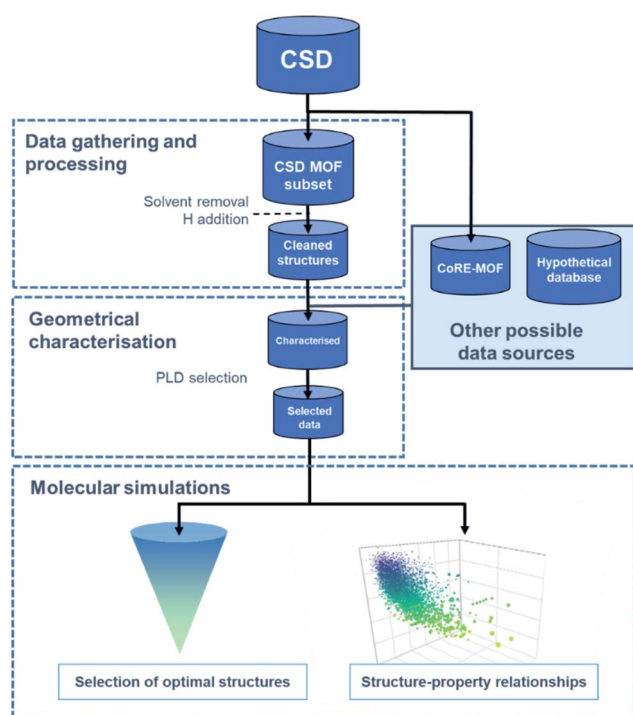 CSD
Data gathering and
processing
CSD MOF
subset
Solvent removal
H addition
Cleaned
structures
CoRE-MOF
Hypothetical
database
Other possible
data sources
Geometrical
characterisation
Characterised
PLD selection
Selected
data
Molecular simulations
Selection of optimal structures
Structure-property relationships